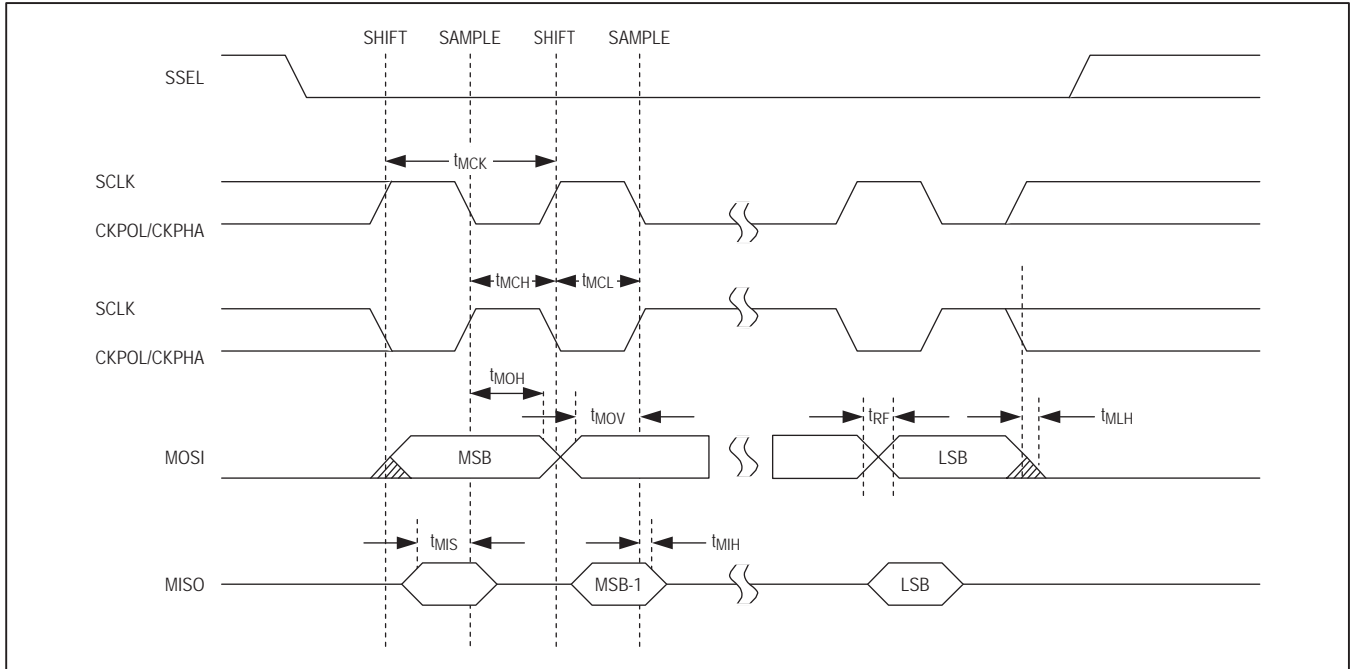 SHIFT SAMPLE SHIFT SAMPLE
SSEL
tMCK
SCLK
CKPOL/CKPHA
tMCH tMCL
SCLK
CKPOL/CKPHA
tMOH
tMOV tRF tMLH
MOSI MSB LSB
tMIS tMIH
MISO MSB-1 LSB